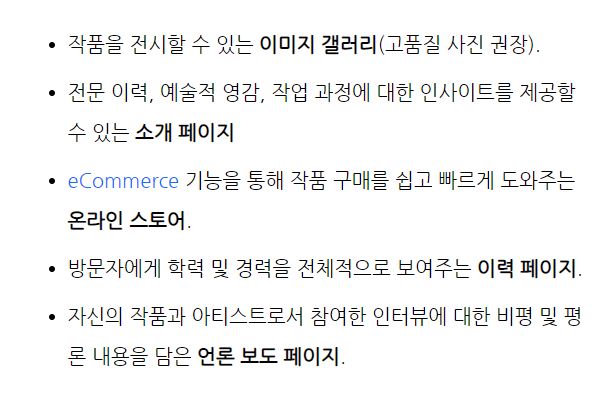 • 작품을 전시할 수 있는 이미지 갤러리(고품질 사진 권장).
• 전문 이력, 예술적 영감, 작업 과정에 대한 인사이트를 제공할
수 있는 소개 페이지
• eCommerce 기능을 통해 작품 구매를 쉽고 빠르게 도와주는
온라인 스토어.
• 방문자에게 학력 및 경력을 전체적으로 보여주는 이력 페이지.
• 자신의 작품과 아티스트로서 참여한 인터뷰에 대한 비평 및 평
론 내용을 담은 언론 보도 페이지.